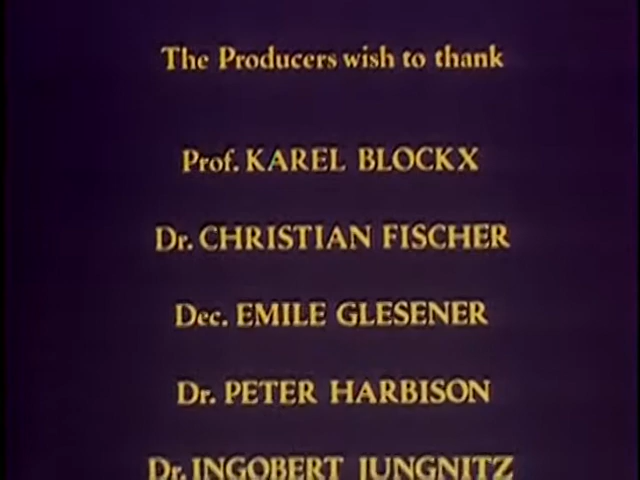 The Producers wish to thank
Prof. KAREL BLOCKX
Dr. CHRISTIAN FISCHER
Dec. EMILE GLESENER
Dr. PETER HARBISON
Dr. INGOBERT JUNGNITZ